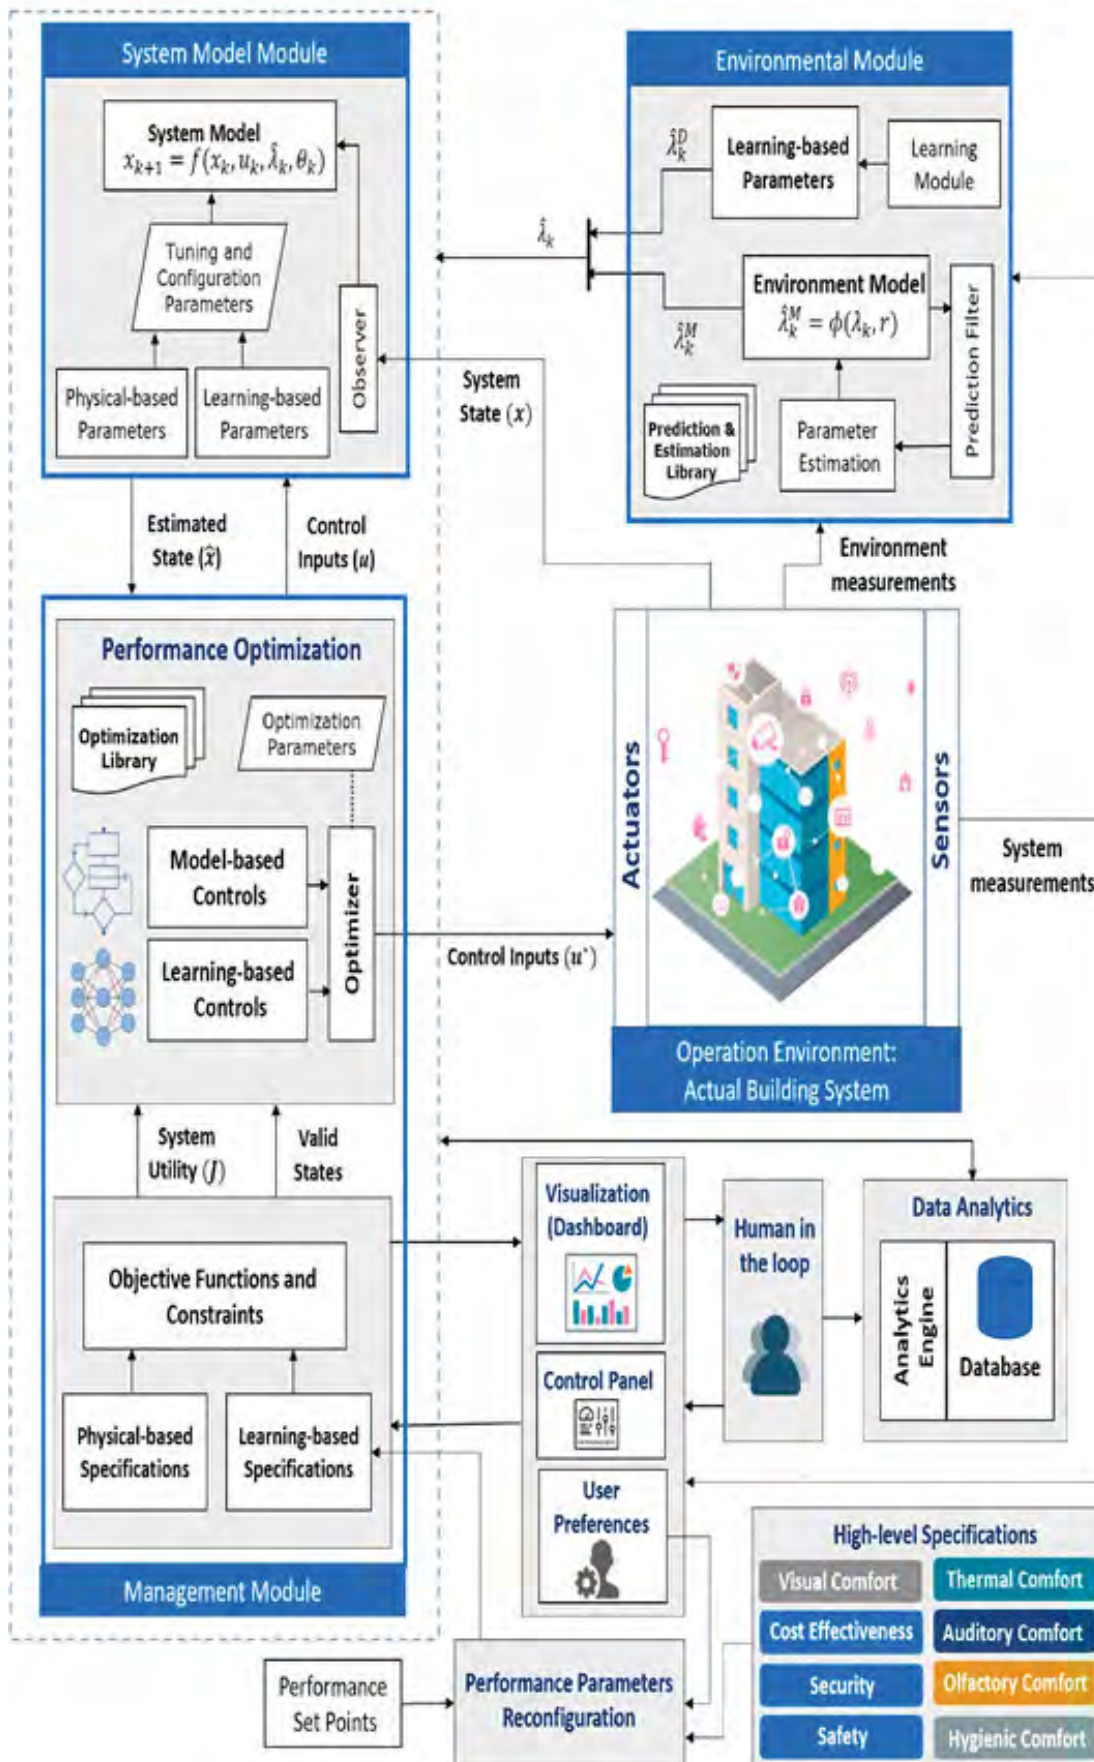 System Model Module
System Model
x_{k+1} = f(x_k, u_k, λ̂_k, θ_k)
Tuning and
Configuration
Parameters
Physical-based
Parameters
Learning-based
Parameters
Observer
Environmental Module
λ̂_k^D
Learning-based
Parameters
Learning
Module
λ̂_k
Environment Model
λ̂_k^M = ϕ(λ_k, r)
λ̂_k^M
Prediction Filter
Prediction &
Estimation
Library
Parameter
Estimation
System
State (x)
Estimated
State (x̂)
Control
Inputs (u)
Environment
measurements
Performance Optimization
Optimization
Library
Optimization
Parameters
Model-based
Controls
Learning-based
Controls
Optimizer
Control Inputs (u*)
Actuators
Sensors
System
measurements
Operation Environment:
Actual Building System
System
Utility (J)
Valid
States
Objective Functions and
Constraints
Physical-based
Specifications
Learning-based
Specifications
Management Module
Visualization
(Dashboard)
Control Panel
User
Preferences
Human in
the loop
Data Analytics
Analytics
Engine
Database
Performance
Set Points
Performance Parameters
Reconfiguration
High-level Specifications
Visual Comfort
Thermal Comfort
Cost Effectiveness
Auditory Comfort
Security
Olfactory Comfort
Safety
Hygienic Comfort